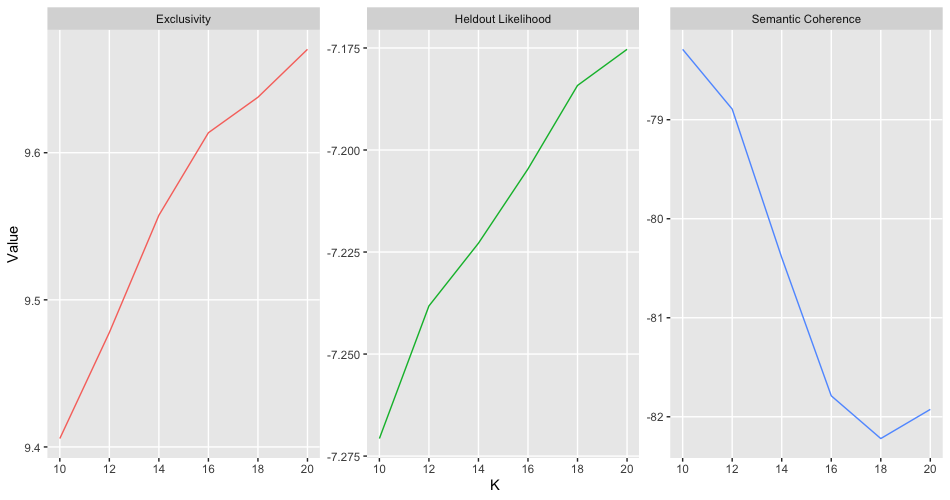 Exclusivity
Heldout Likelihood
Semantic Coherence
Value
9.6
9.5
9.4
10 12 14 16 18 20
-7.175
-7.200
-7.225
-7.250
-7.275
10 12 14 16 18 20
-79
-80
-81
-82
10 12 14 16 18 20
K